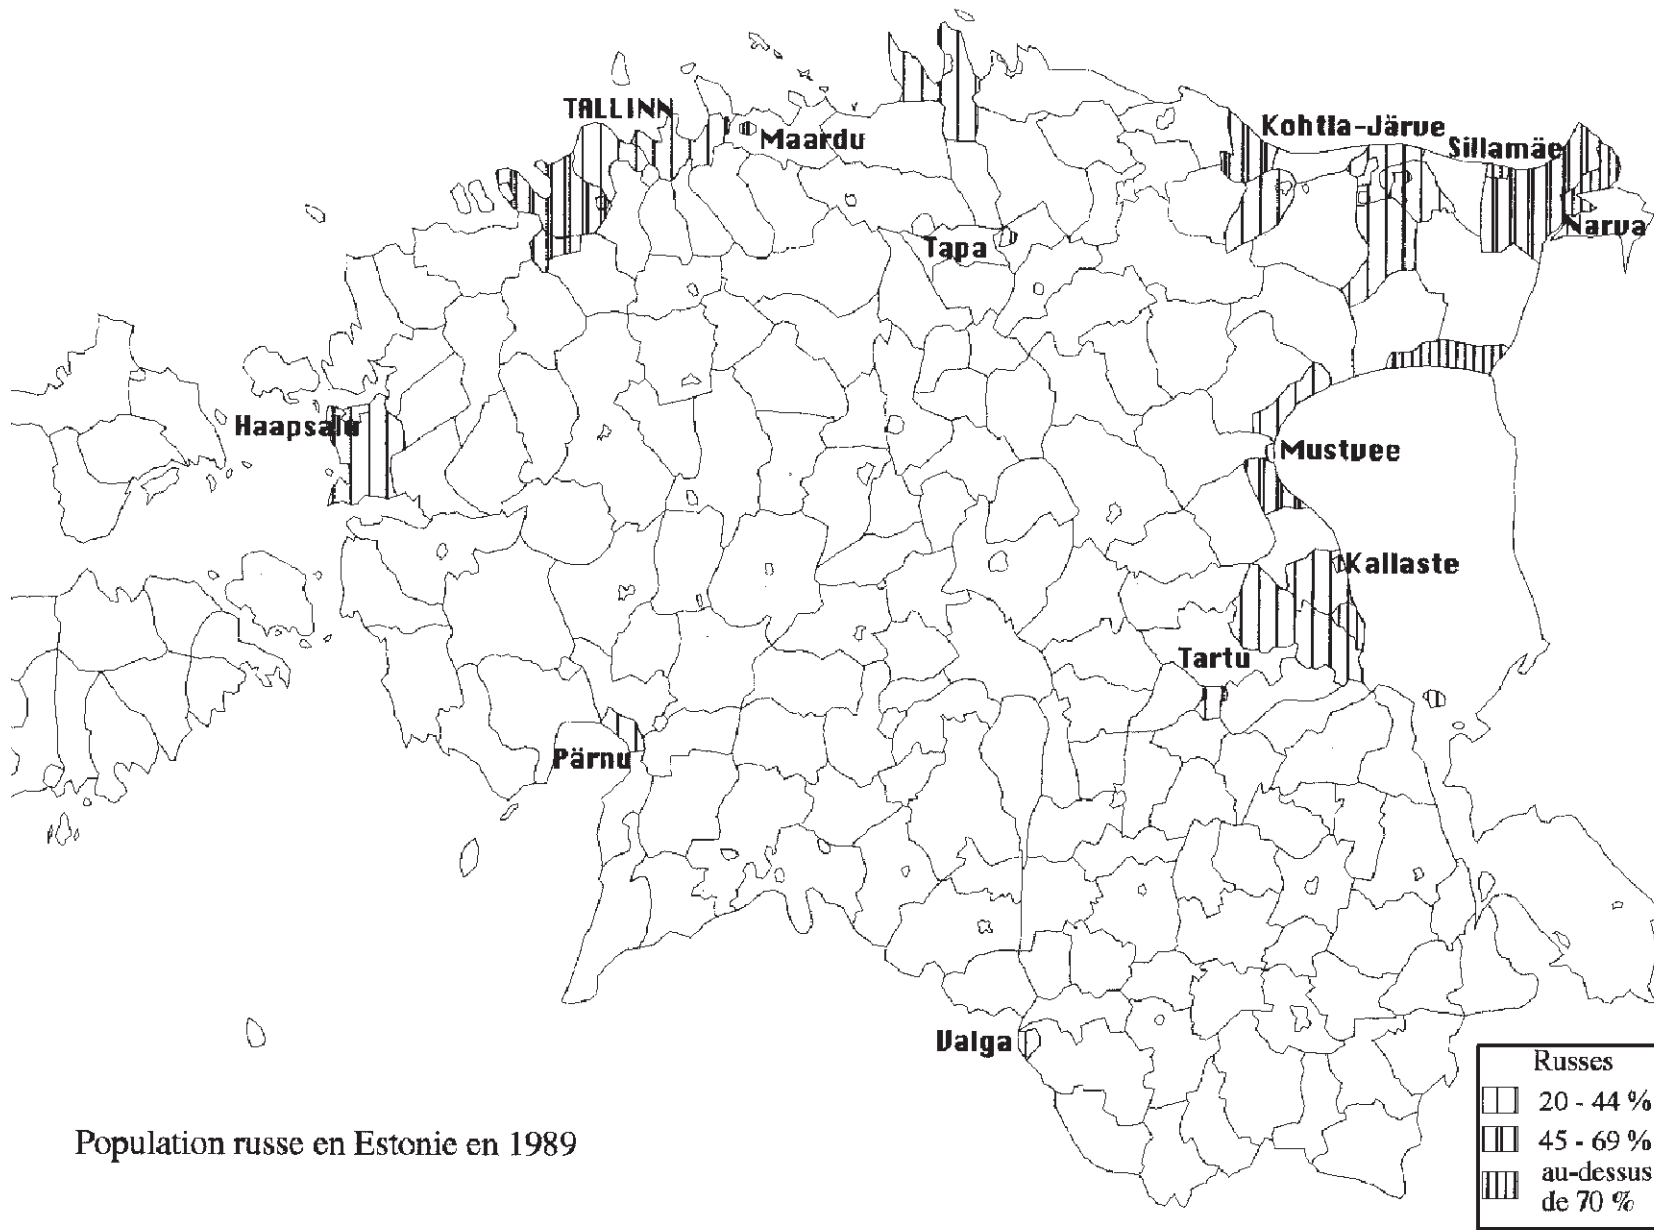 TALLINN
Maardu
Kohtla-Järve
Sillamäe
Narva
Tapa
Haapsalu
Mustvee
Kallaste
Tartu
Pärnu
Valga
Russes
20 - 44 %
45 - 69 %
au-dessus
de 70 %
Population russe en Estonie en 1989